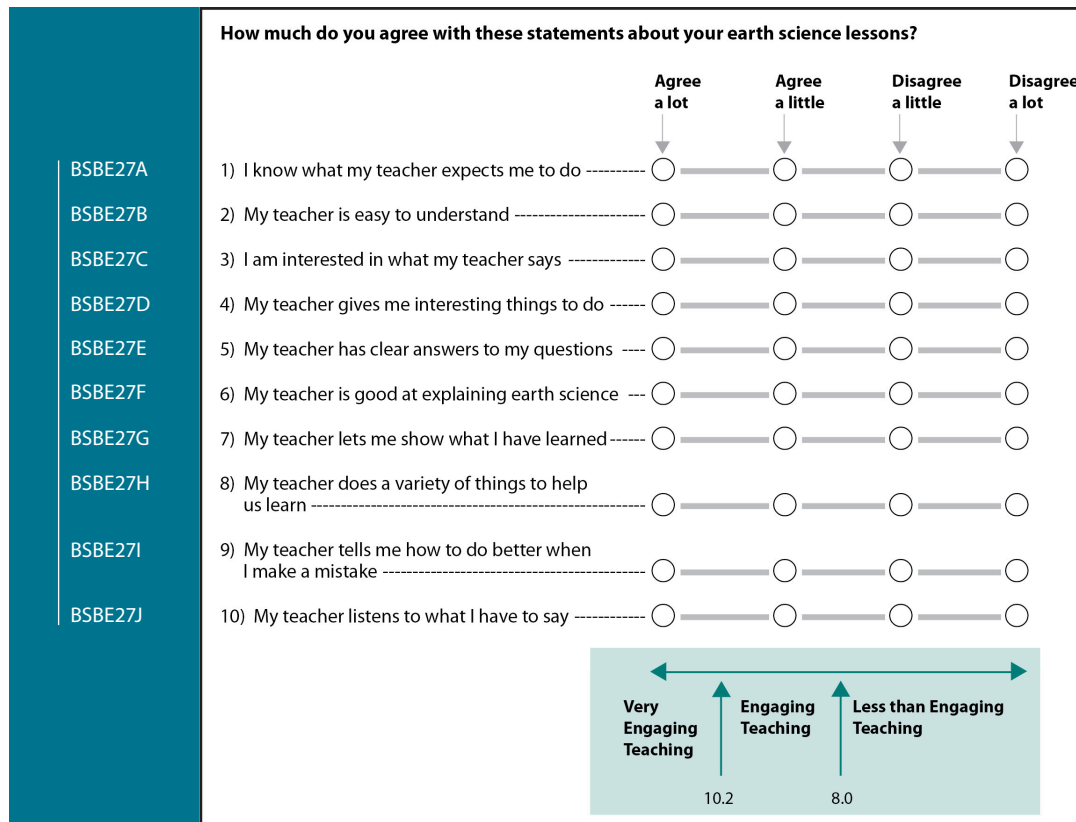 How much do you agree with these statements about your earth science lessons?
Agree a lot
Agree a little
Disagree a little
Disagree a lot
BSBE27A 1) I know what my teacher expects me to do
BSBE27B 2) My teacher is easy to understand
BSBE27C 3) I am interested in what my teacher says
BSBE27D 4) My teacher gives me interesting things to do
BSBE27E 5) My teacher has clear answers to my questions
BSBE27F 6) My teacher is good at explaining earth science
BSBE27G 7) My teacher lets me show what I have learned
BSBE27H 8) My teacher does a variety of things to help
us learn
BSBE27I 9) My teacher tells me how to do better when
I make a mistake
BSBE27J 10) My teacher listens to what I have to say
Very
Engaging
Teaching
Engaging
Teaching
Less than Engaging
Teaching
10.2
8.0